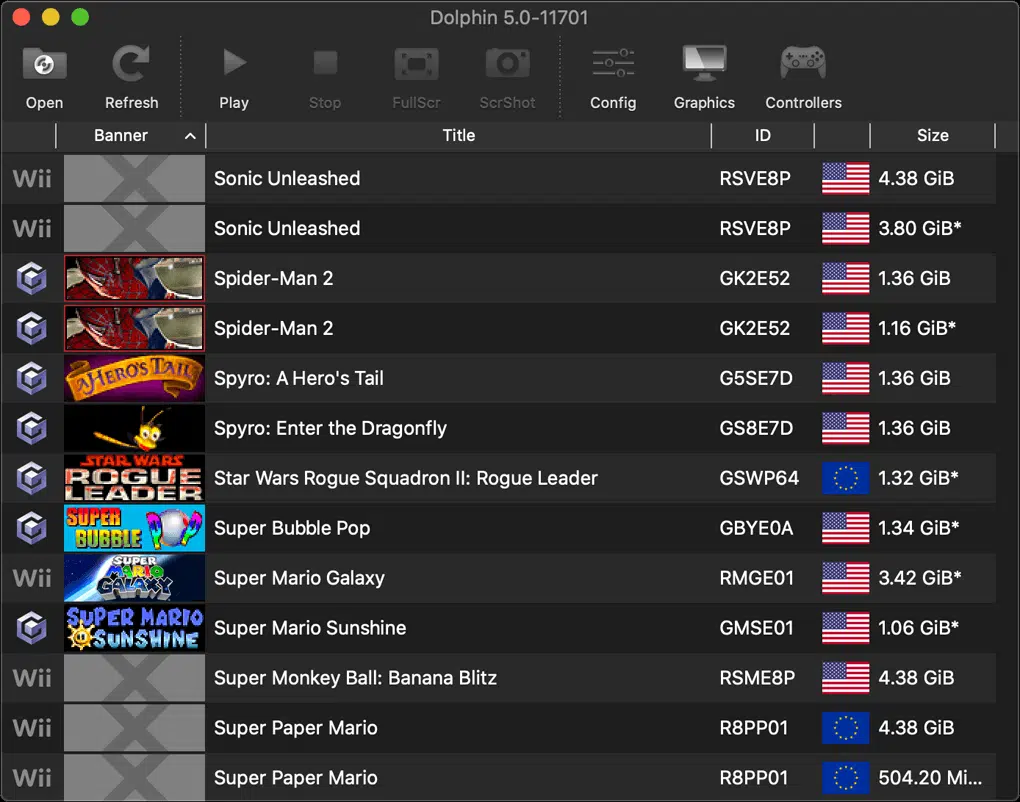 Dolphin 5.0-11701
Open Refresh Play Stop FullScr ScrShot Config Graphics Controllers
Banner Title ID Size
Wii Sonic Unleashed RSVE8P 4.38 GiB
Wii Sonic Unleashed RSVE8P 3.80 GiB*
Spider-Man 2 GK2E52 1.36 GiB
Spider-Man 2 GK2E52 1.16 GiB*
A HERO'S TAIL Spyro: A Hero's Tail G5SE7D 1.36 GiB
Spyro: Enter the Dragonfly GS8E7D 1.36 GiB
STAR WARS
ROGUE
LEADER Star Wars Rogue Squadron II: Rogue Leader GSWP64 1.32 GiB*
SUPER
BUBBLE POP Super Bubble Pop GBYE0A 1.34 GiB*
Wii SUPER
MARIO
GALAXY Super Mario Galaxy RMGE01 3.42 GiB*
SUPER MARIO
SUNSHINE Super Mario Sunshine GMSE01 1.06 GiB*
Wii Super Monkey Ball: Banana Blitz RSME8P 4.38 GiB
Wii Super Paper Mario R8PP01 4.38 GiB
Wii Super Paper Mario R8PP01 504.20 Mi...